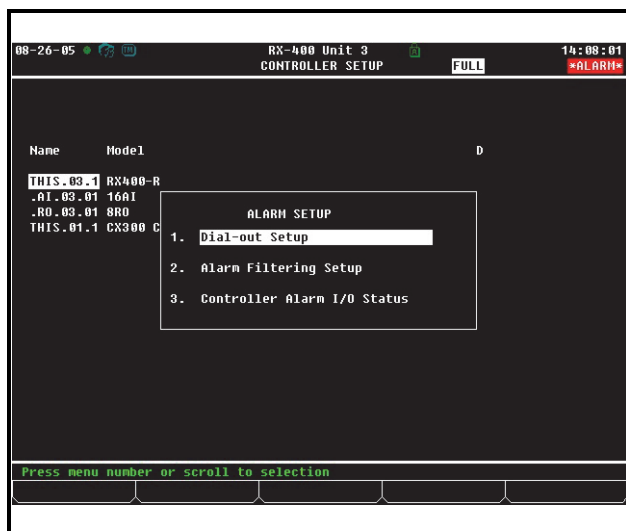 08-26-05 TM RX-400 Unit 3 14:08:01
CONTROLLER SETUP FULL *ALARM*
Name Model D
THIS.03.1 RX400-R
.AI.03.01 16AI
.RO.03.01 8RO
THIS.01.1 CX300 C
ALARM SETUP
1. Dial-out Setup
2. Alarm Filtering Setup
3. Controller Alarm I/O Status
Press menu number or scroll to selection